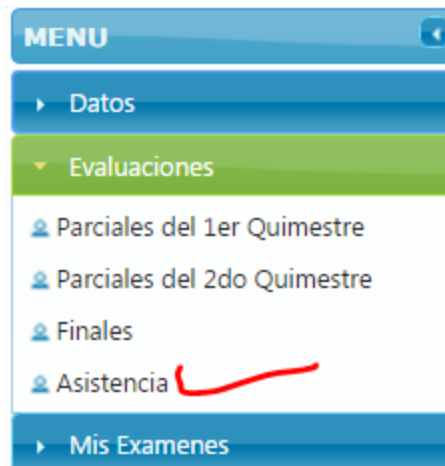 MENU
Datos
Evaluaciones
Parciales del 1er Quimestre
Parciales del 2do Quimestre
Finales
Asistencia
Mis Examenes